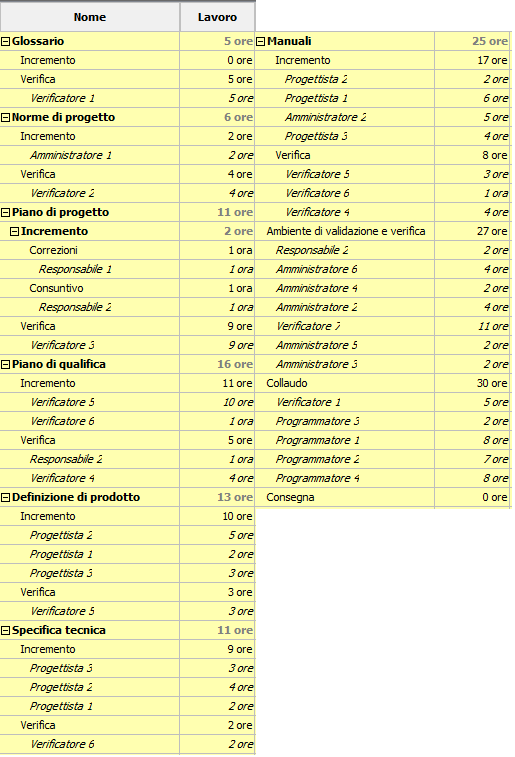 Nome Lavoro
Glossario 5 ore
Incremento 0 ore
Verifica 5 ore
Verificatore 1 5 ore
Norme di progetto 6 ore
Incremento 2 ore
Amministratore 1 2 ore
Verifica 4 ore
Verificatore 2 4 ore
Piano di progetto 11 ore
Incremento 2 ore
Correzioni 1 ora
Responsabile 1 1 ora
Consuntivo 1 ora
Responsabile 2 1 ora
Verifica 9 ore
Verificatore 3 9 ore
Piano di qualifica 16 ore
Incremento 11 ore
Verificatore 5 10 ore
Verificatore 6 1 ora
Verifica 5 ore
Responsabile 2 1 ora
Verificatore 4 4 ore
Definizione di prodotto 13 ore
Incremento 10 ore
Progettista 2 5 ore
Progettista 1 2 ore
Progettista 3 3 ore
Verifica 3 ore
Verificatore 5 3 ore
Specifica tecnica 11 ore
Incremento 9 ore
Progettista 3 3 ore
Progettista 2 4 ore
Progettista 1 2 ore
Verifica 2 ore
Verificatore 6 2 ore
Manuali 25 ore
Incremento 17 ore
Progettista 2 2 ore
Progettista 1 6 ore
Amministratore 2 5 ore
Progettista 3 4 ore
Verifica 8 ore
Verificatore 5 3 ore
Verificatore 6 1 ora
Verificatore 4 4 ore
Ambiente di validazione e verifica 27 ore
Responsabile 2 2 ore
Amministratore 6 4 ore
Amministratore 4 2 ore
Amministratore 2 4 ore
Verificatore 7 11 ore
Amministratore 5 2 ore
Amministratore 3 2 ore
Collaudo 30 ore
Verificatore 1 5 ore
Programmatore 3 2 ore
Programmatore 1 8 ore
Programmatore 2 7 ore
Programmatore 4 8 ore
Consegna 0 ore